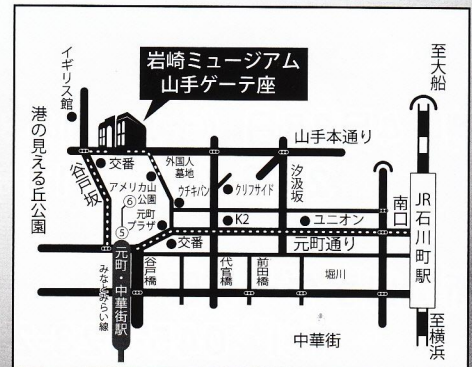 岩崎ミュージアム
山手ゲーテ座
イギリス館
至大船
港の見える丘公園
山手本通り
谷戸坂
交番
外国人
墓地
アメリカ山
公園
⑥
⑤
ウチキパン
クリフサイド
汐汲坂
元町
プラザ
K2
ユニオン
南口
JR石川町駅
交番
元町通り
元町・中華街駅
みなとみらい線
谷戸橋
代官橋
前田橋
堀川
中華街
至横浜